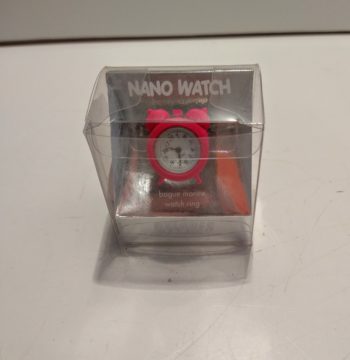 NANO WATCH
bague montre
watch ring